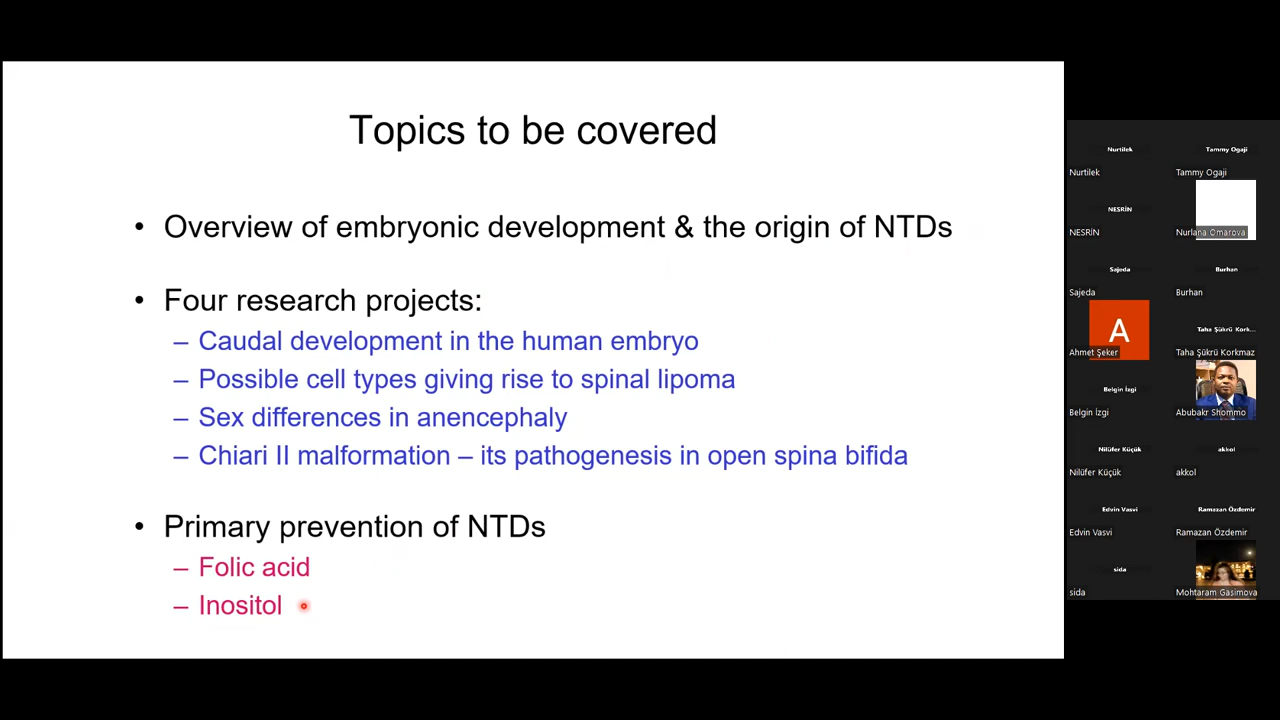 Topics to be covered
• Overview of embryonic development & the origin of NTDs
• Four research projects:
– Caudal development in the human embryo
– Possible cell types giving rise to spinal lipoma
– Sex differences in anencephaly
– Chiari II malformation – its pathogenesis in open spina bifida
• Primary prevention of NTDs
– Folic acid
– Inositol
Nurtilek
Nurtilek
Tammy Ogaji
Tammy Ogaji
NESRİN
NESRİN
Nurlana Omarova
Sajeda
Sajeda
Burhan
Burhan
A
Ahmet Şeker
Taha Şükrü Kork...
Taha Şükrü Korkmaz
Belgin İzgi
Belgin İzgi
Abubakr Shommo
Nilüfer Küçük
Nilüfer Küçük
akkol
akkol
Edvin Vasvi
Edvin Vasvi
Ramazan Özdemir
Ramazan Özdemir
sida
sida
Mohtaram Gasimova